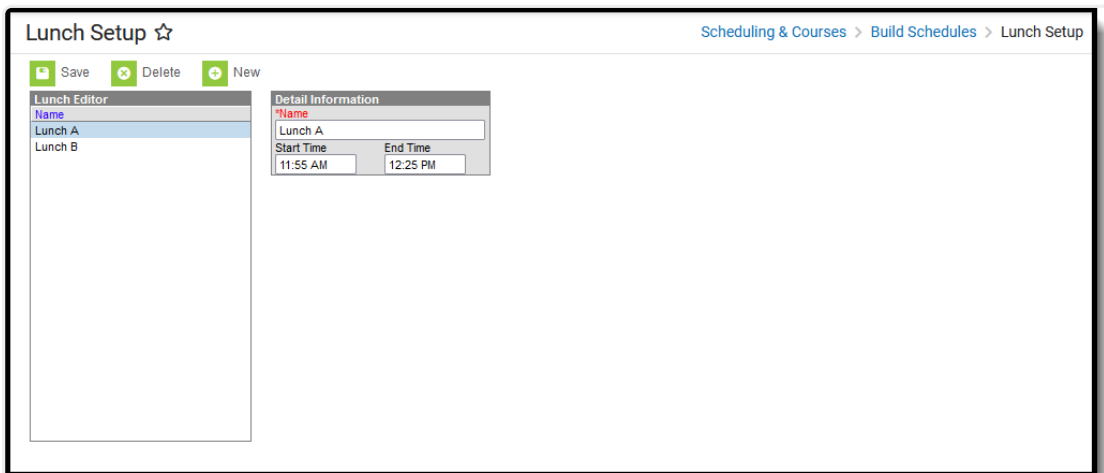 Lunch Setup
Scheduling & Courses > Build Schedules > Lunch Setup
Save Delete New
Lunch Editor
Name
Lunch A
Lunch B
Detail Information
*Name
Lunch A
Start Time End Time
11:55 AM 12:25 PM